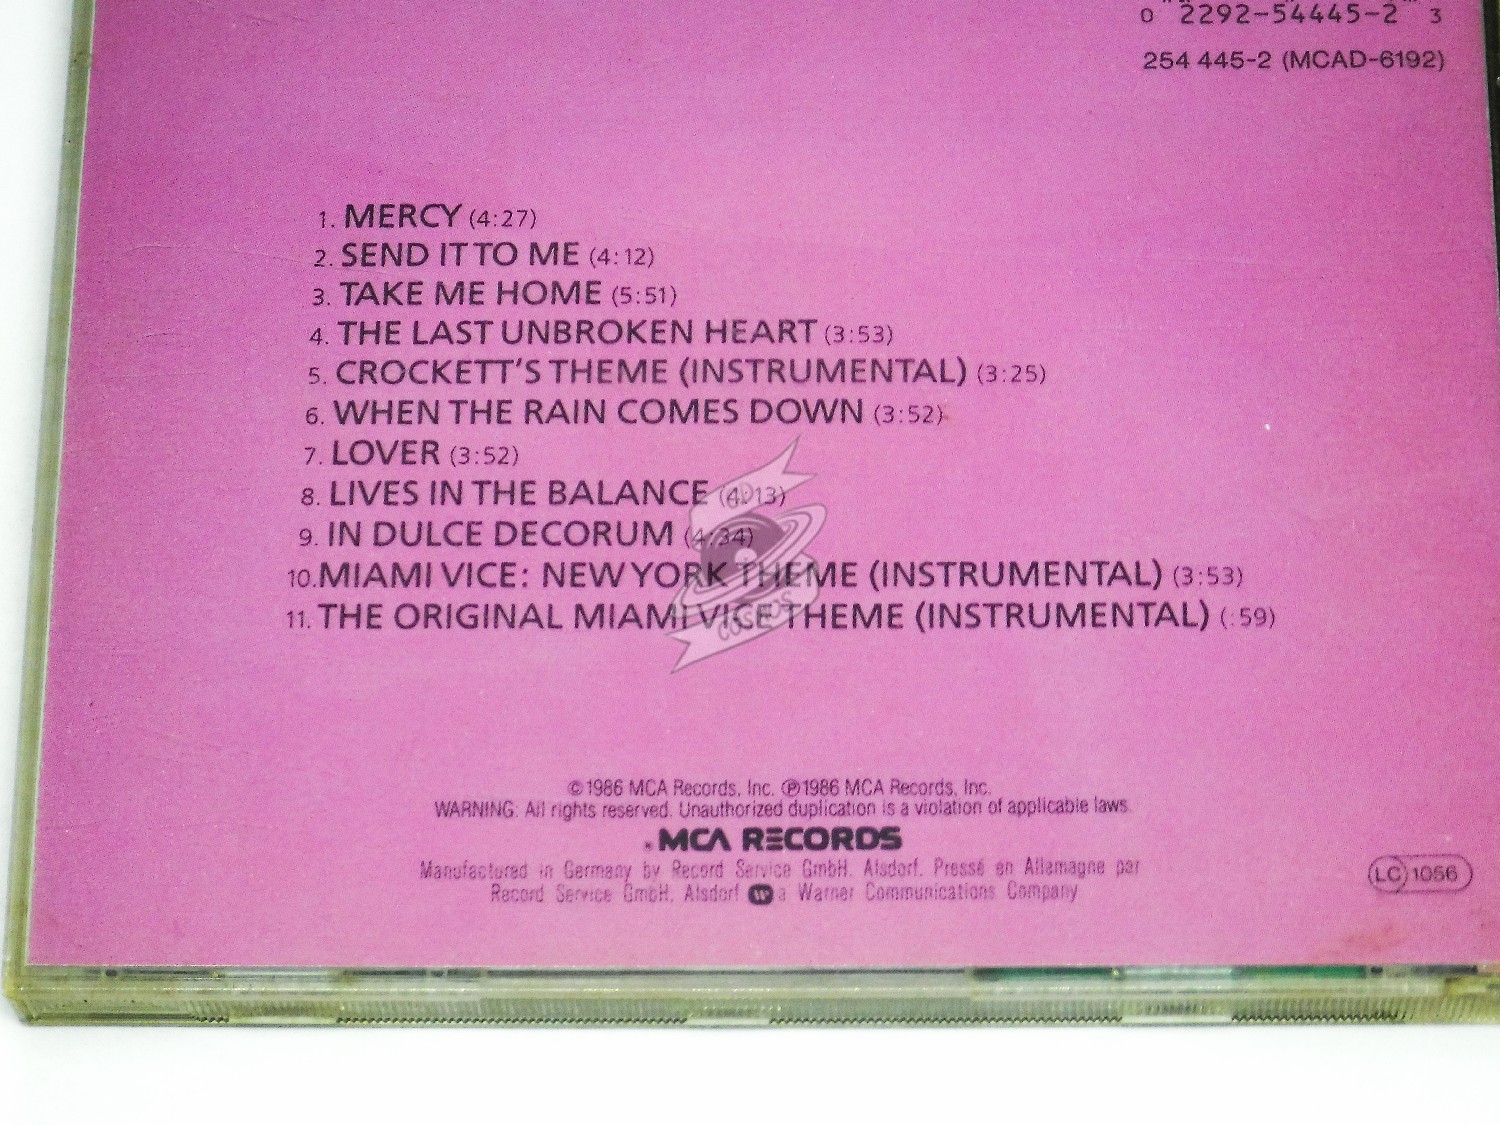 0 2292-54445-2 3
254 445-2 (MCAD-6192)
1. MERCY (4:27)
2. SEND IT TO ME (4:12)
3. TAKE ME HOME (5:51)
4. THE LAST UNBROKEN HEART (3:53)
5. CROCKETT'S THEME (INSTRUMENTAL) (3:25)
6. WHEN THE RAIN COMES DOWN (3:52)
7. LOVER (3:52)
8. LIVES IN THE BALANCE (4:13)
9. IN DULCE DECORUM (4:34)
10. MIAMI VICE: NEW YORK THEME (INSTRUMENTAL) (3:53)
11. THE ORIGINAL MIAMI VICE THEME (INSTRUMENTAL) (:59)
CD
COSMOS
©1986 MCA Records, Inc. ℗1986 MCA Records, Inc.
WARNING: All rights reserved. Unauthorized duplication is a violation of applicable laws.
MCA RECORDS
Manufactured in Germany by Record Service GmbH, Alsdorf. Pressé en Allemagne par
Record Service GmbH, Alsdorf W a Warner Communications Company
LC 1056